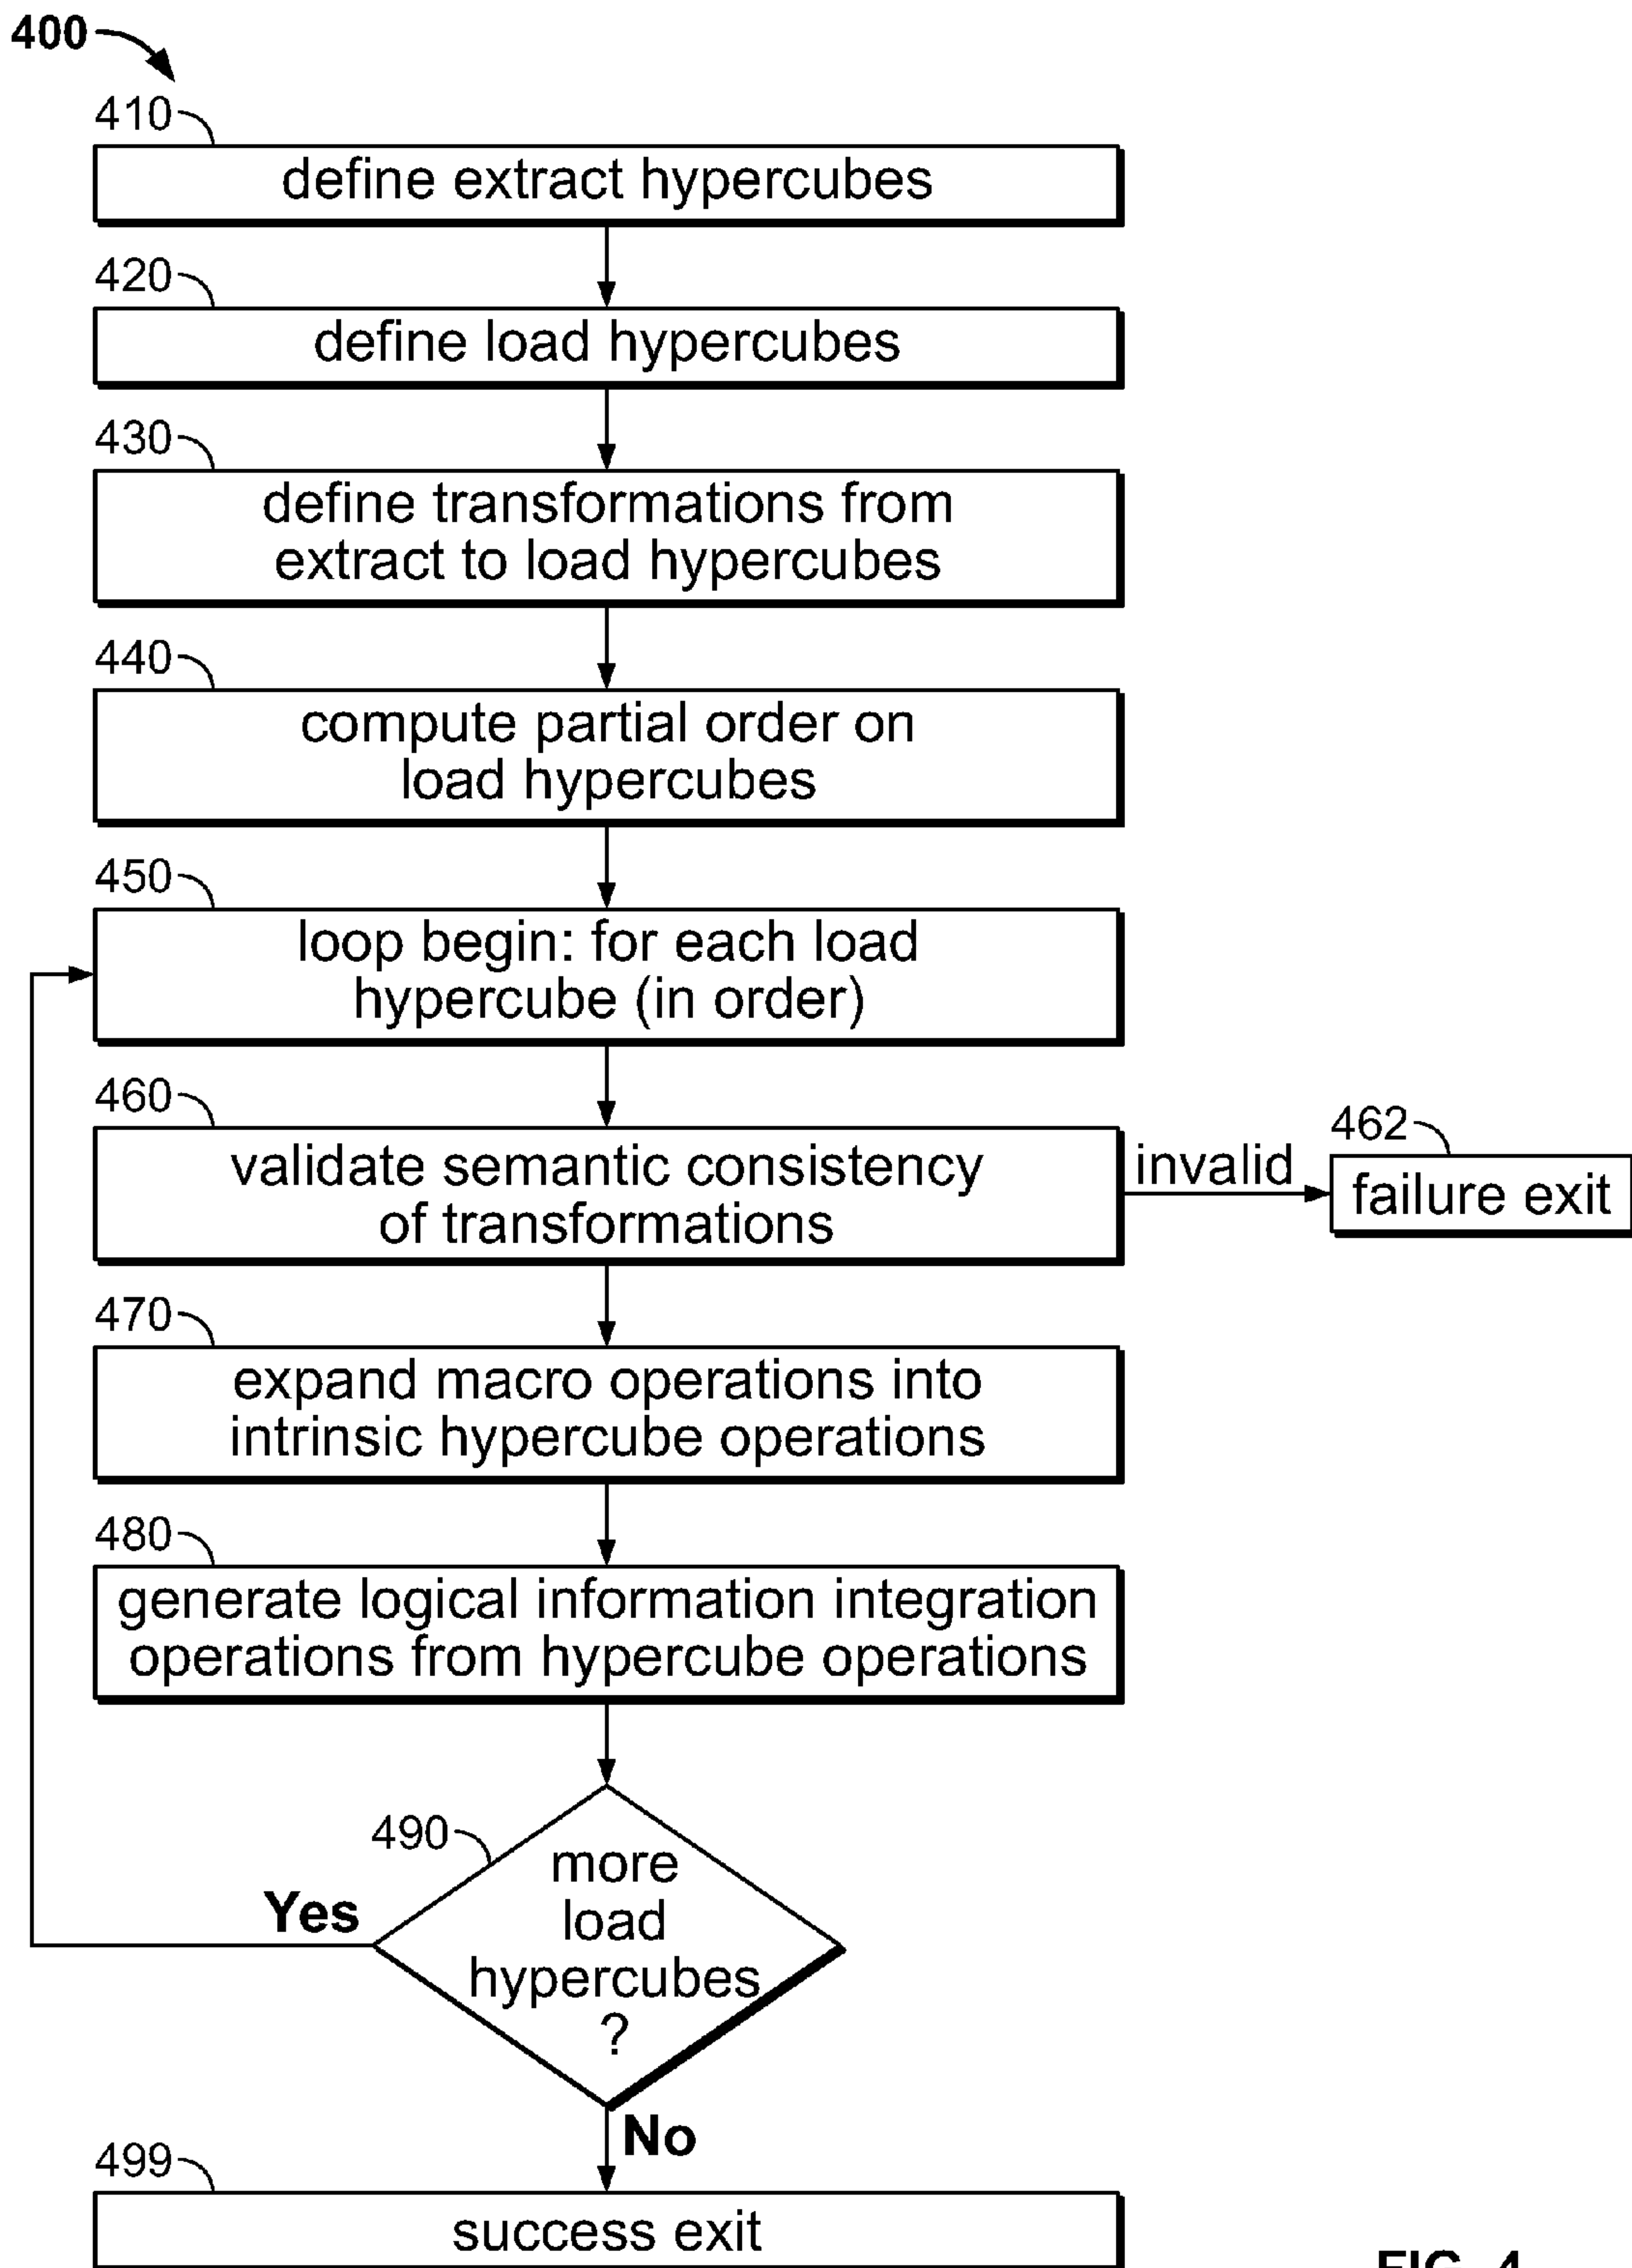 400
410
define extract hypercubes
420
define load hypercubes
430
define transformations from
extract to load hypercubes
440
compute partial order on
load hypercubes
450
loop begin: for each load
hypercube (in order)
460
validate semantic consistency
of transformations
invalid
462
failure exit
470
expand macro operations into
intrinsic hypercube operations
480
generate logical information integration
operations from hypercube operations
490
more
load
hypercubes
?
Yes
No
499
success exit
FIG. 4